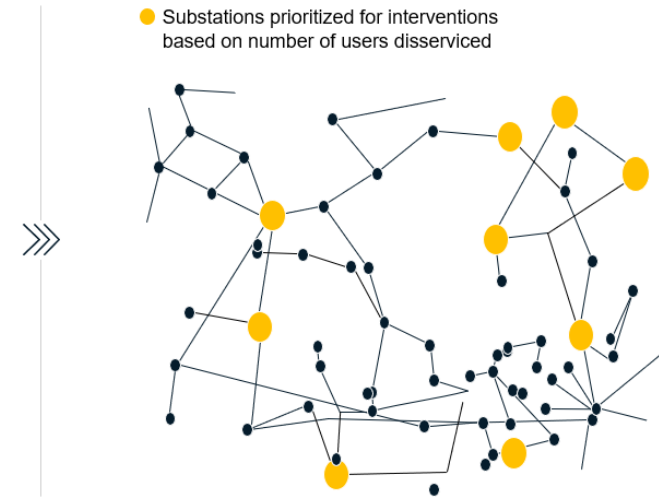 Substations prioritized for interventions
based on number of users disserviced